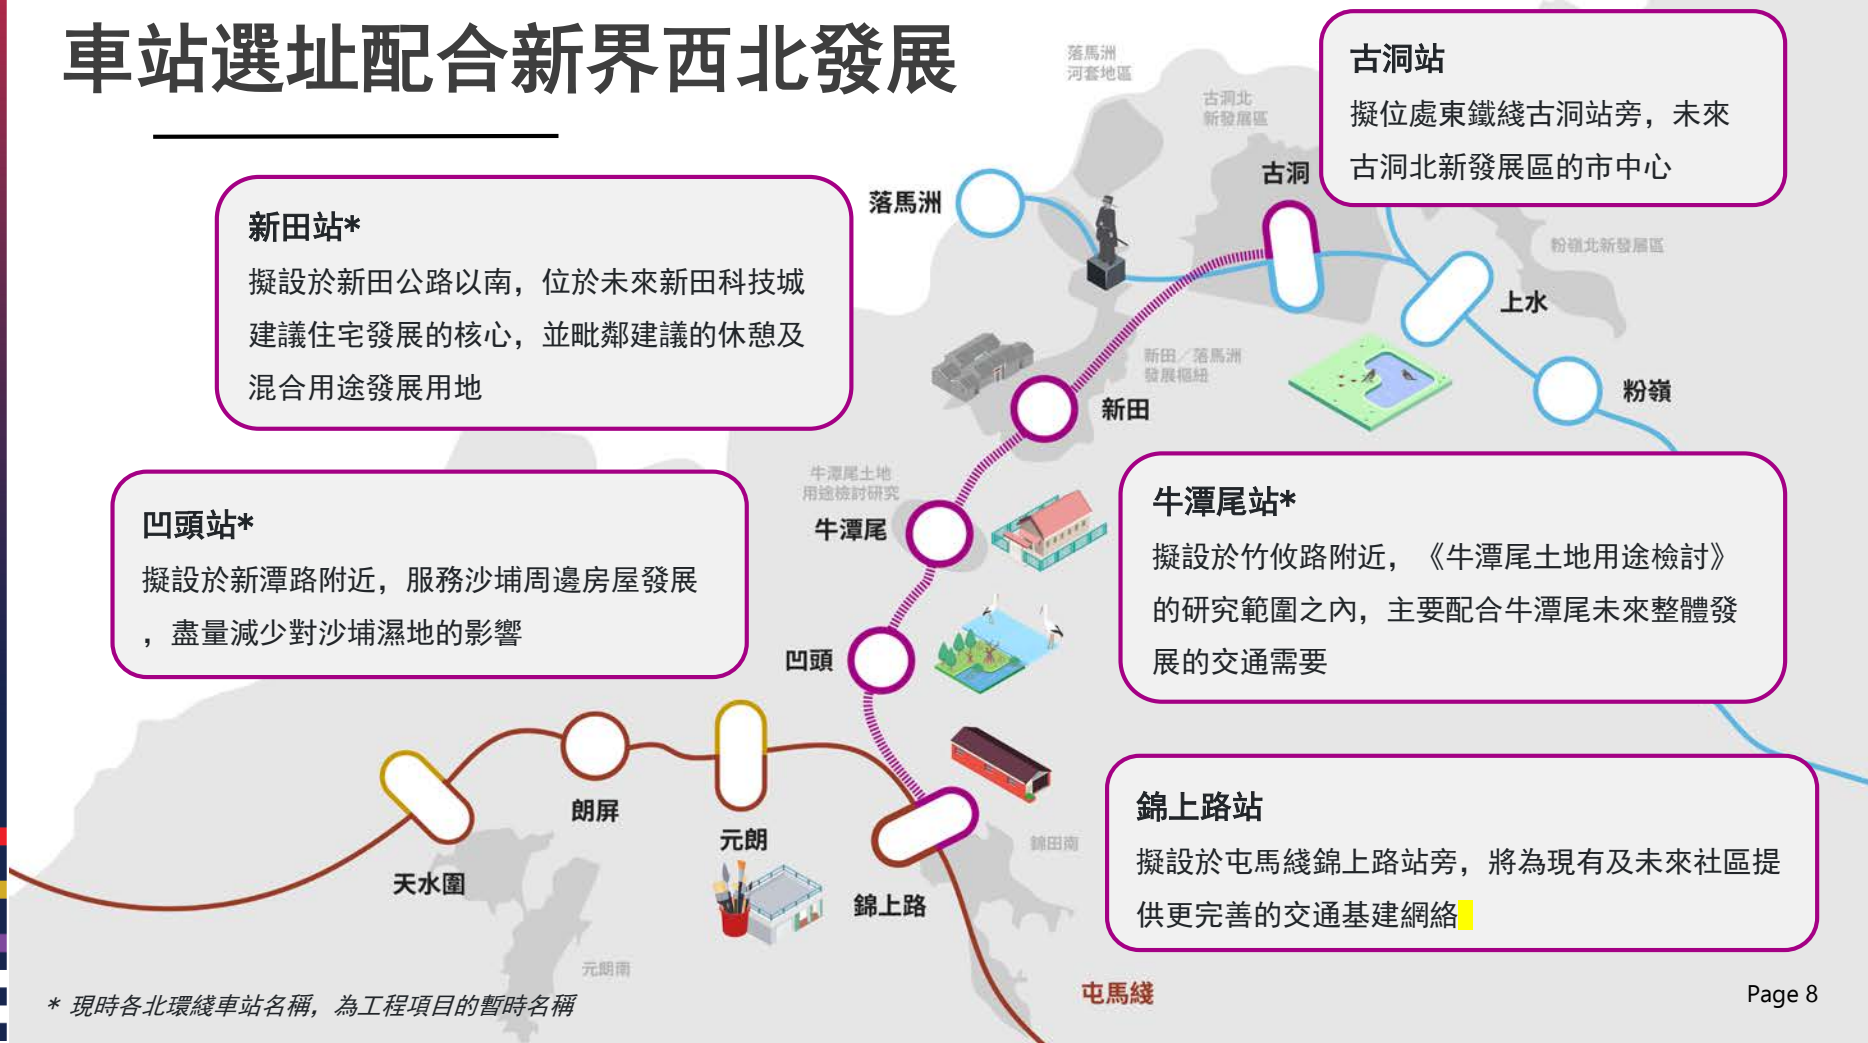 車站選址配合新界西北發展
落馬洲
河套地區
古洞北
新發展區
古洞站
擬位處東鐵綫古洞站旁，未來
古洞北新發展區的市中心
古洞
落馬洲
新田站*
擬設於新田公路以南，位於未來新田科技城
建議住宅發展的核心，並毗鄰建議的休憩及
混合用途發展用地
粉嶺北新發展區
上水
新田／落馬洲
發展樞紐
新田
粉嶺
牛潭尾土地
用途檢討研究
牛潭尾
凹頭站*
擬設於新潭路附近，服務沙埔周邊房屋發展
，盡量減少對沙埔濕地的影響
牛潭尾站*
擬設於竹攸路附近，《牛潭尾土地用途檢討》
的研究範圍之內，主要配合牛潭尾未來整體發
展的交通需要
凹頭
朗屏
元朗
天水圍
錦上路
錦田南
錦上路站
擬設於屯馬綫錦上路站旁，將為現有及未來社區提
供更完善的交通基建網絡
元朗南
屯馬綫
* 現時各北環綫車站名稱，為工程項目的暫時名稱
Page 8